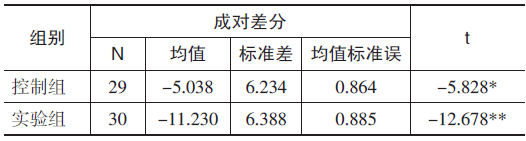 组别 成对差分 t
N 均值 标准差 均值标准误
控制组 29 -5.038 6.234 0.864 -5.828*
实验组 30 -11.230 6.388 0.885 -12.678**